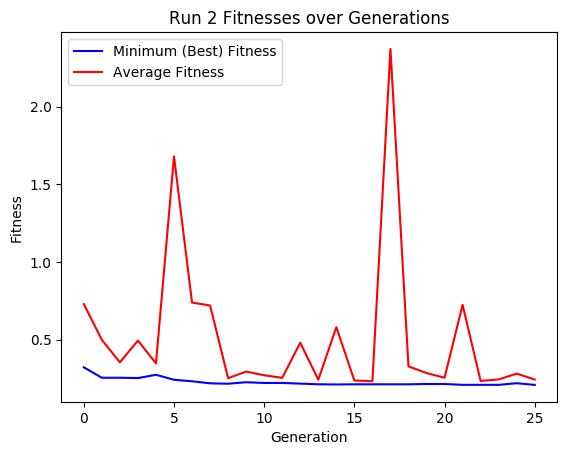 Run 2 Fitnesses over Generations
Minimum (Best) Fitness
Average Fitness
2.0
1.5
1.0
0.5
Fitness
0 5 10 15 20 25
Generation